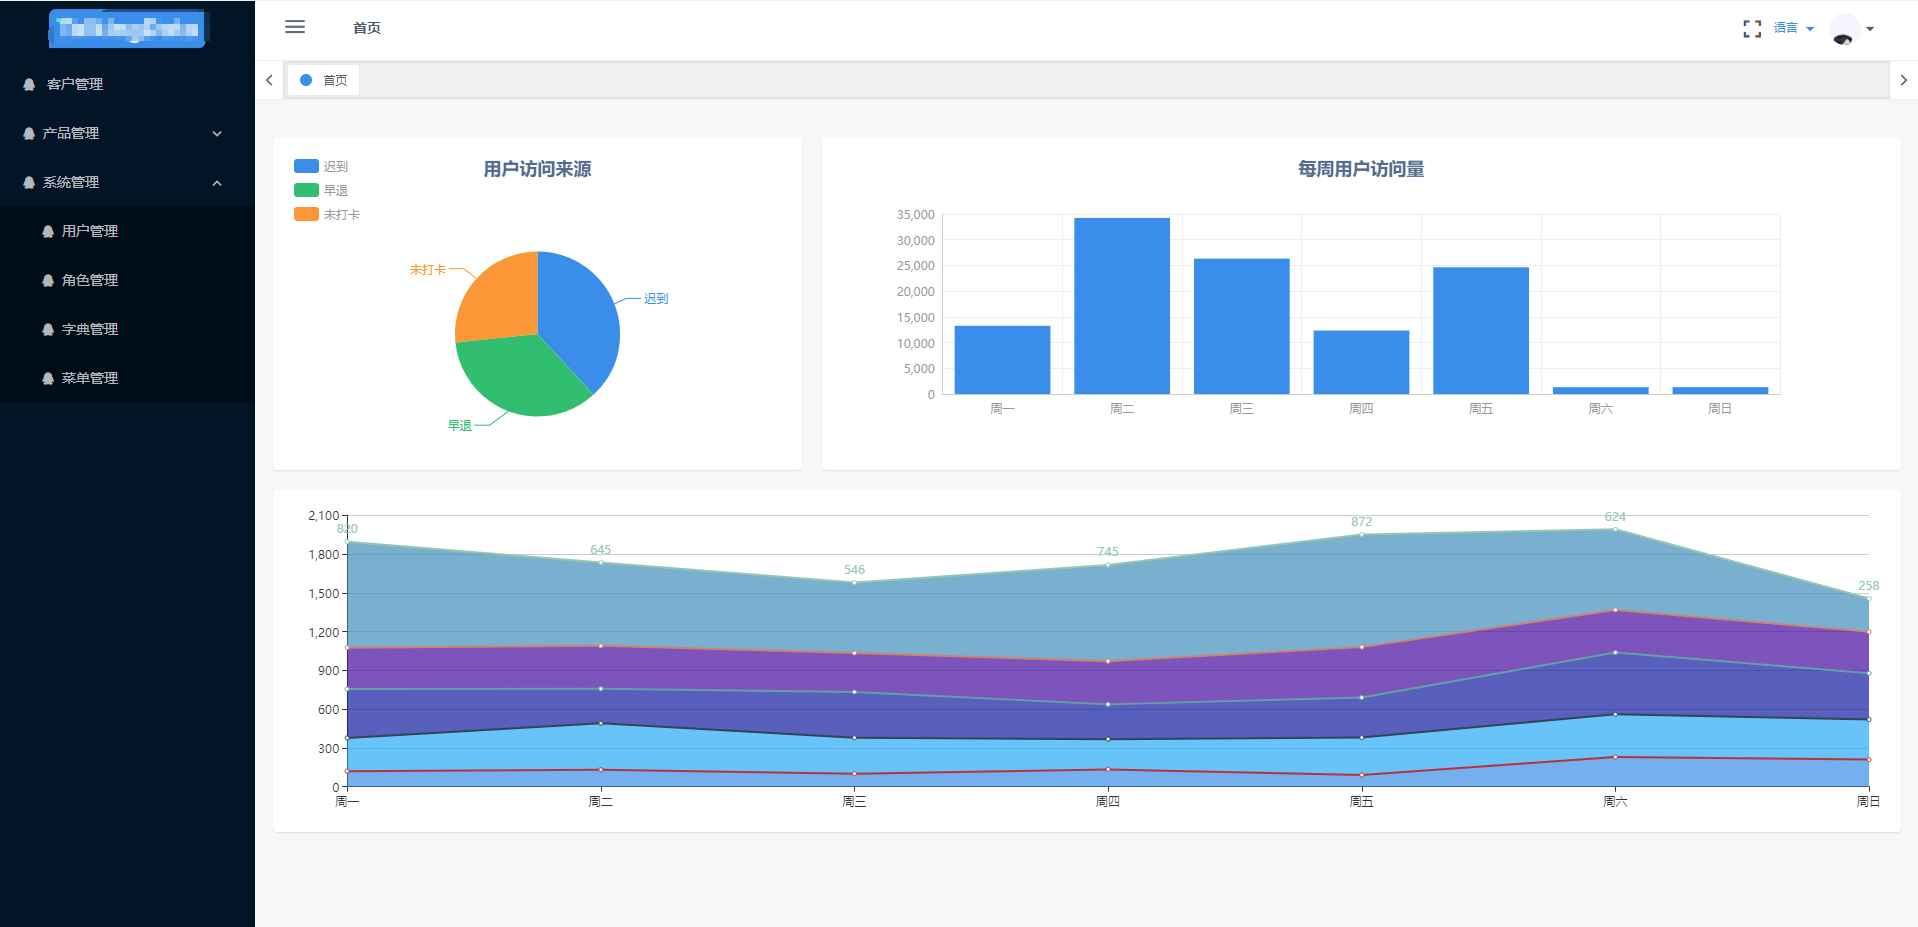 客户管理
产品管理
系统管理
用户管理
角色管理
字典管理
菜单管理
首页
语言
首页
用户访问来源
迟到
早退
未打卡
未打卡
迟到
早退
每周用户访问量
35,000
30,000
25,000
20,000
15,000
10,000
5,000
0
周一 周二 周三 周四 周五 周六 周日
2,100
1,800
1,500
1,200
900
600
300
0
820 645 546 745 872 624 258
周一 周二 周三 周四 周五 周六 周日